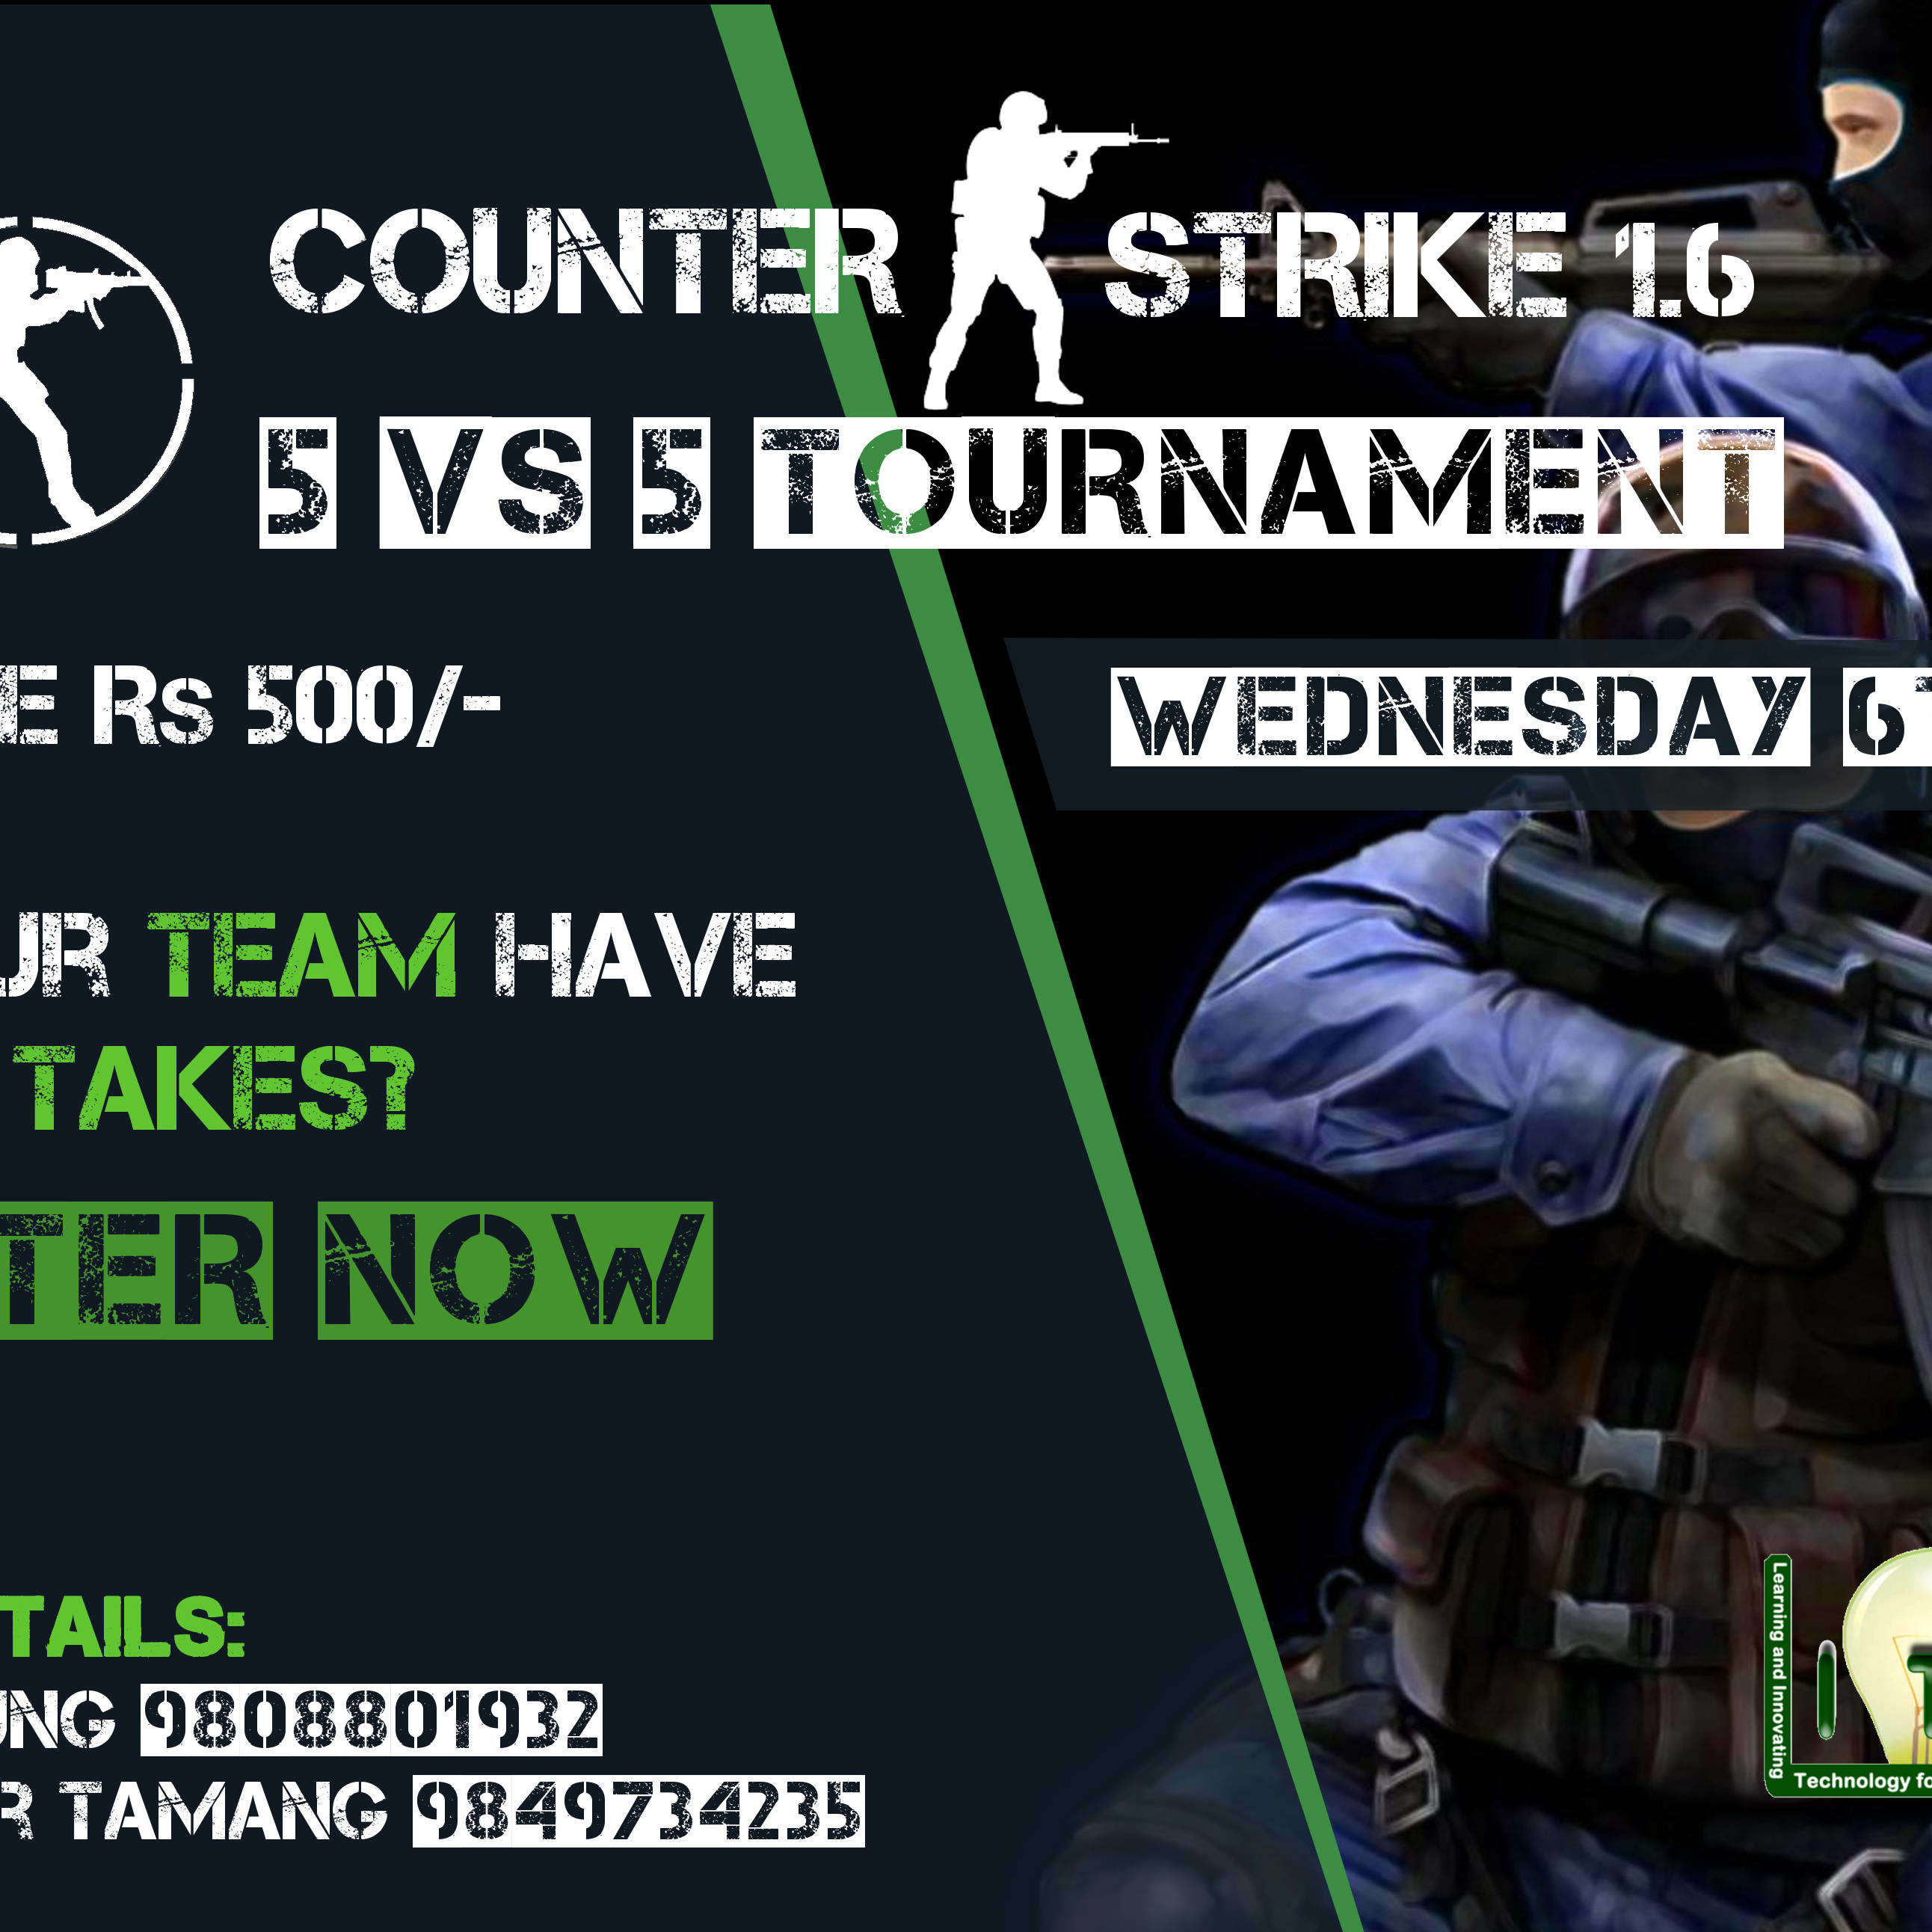 COUNTER STRIKE 1.6
5 VS 5 TOURNAMENT
E Rs 500/-
WEDNESDAY 6
UR TEAM HAVE
TAKES?
TER NOW
TAILS:
UNG 9808801932
R TAMANG 9849734235
Learning and Innovating
Technology fo